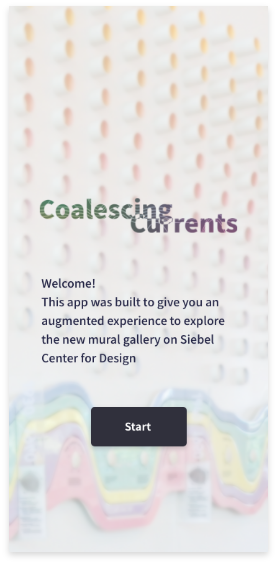 Coalescing
Currents
Welcome!
This app was built to give you an
augmented experience to explore
the new mural gallery on Siebel
Center for Design
Start